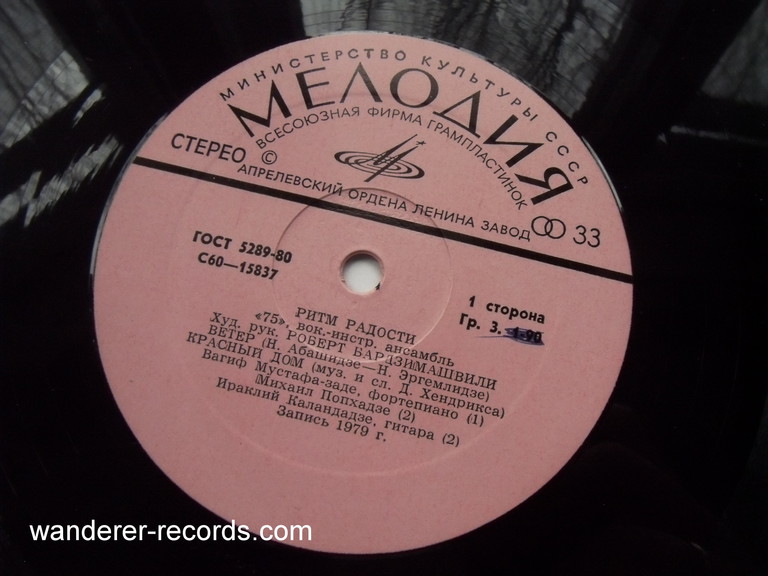 МИНИСТЕРСТВО КУЛЬТУРЫ СССР
МЕЛОДИЯ
ВСЕСОЮЗНАЯ ФИРМА ГРАМПЛАСТИНОК
СТЕРЕО ©
АПРЕЛЕВСКИЙ ОРДЕНА ЛЕНИНА ЗАВОД
33
ГОСТ 5289-80
С60—15837
1 сторона
Гр. 3. 1-90
РИТМ РАДОСТИ
«75», вок.-инстр. ансамбль
Худ. рук. РОБЕРТ БАРДЗИМАШВИЛИ
ВЕТЕР (Н. Абашидзе—Н. Эргемлидзе)
КРАСНЫЙ ДОМ (муз. и сл. Д. Хендрикса)
Вагиф Мустафа-заде, фортепиано (1)
Михаил Попхадзе (2)
Ираклий Каландадзе, гитара (2)
Запись 1979 г.
wanderer-records.com